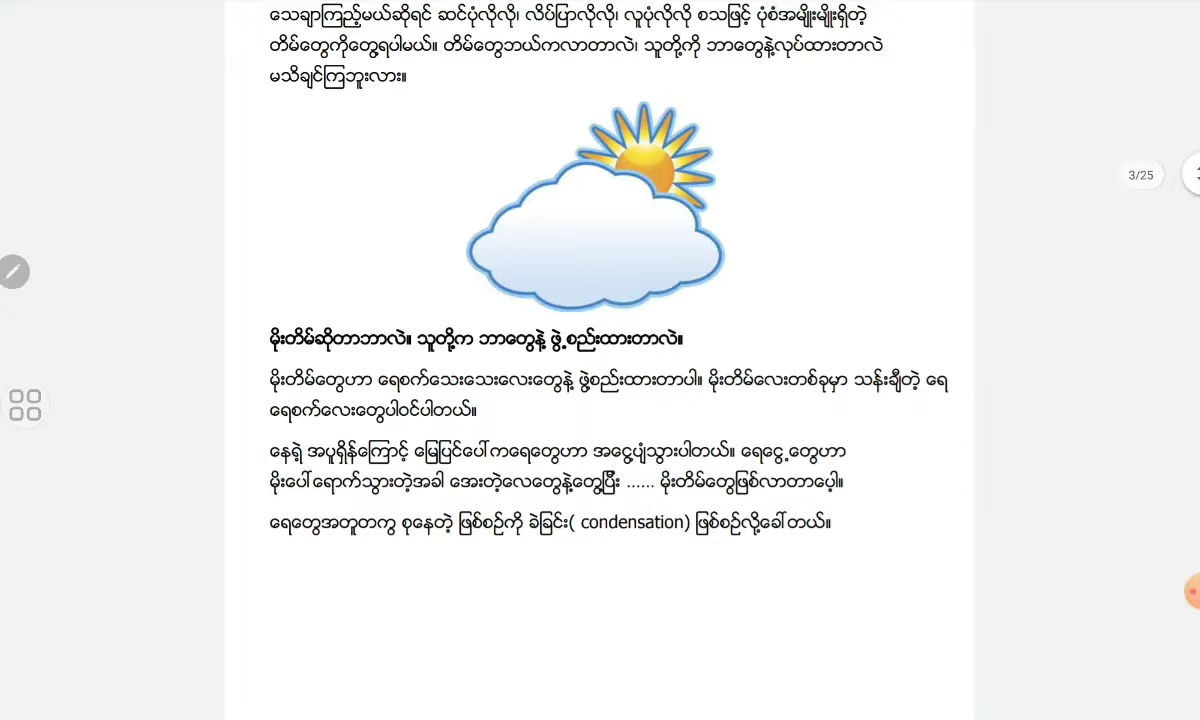 သေချာကြည့်မယ်ဆိုရင် ဆင်ပုံလိုလို၊ လိပ်ပြာလိုလို၊ လူပုံလိုလို စသဖြင့် ပုံစံအမျိုးမျိုးရှိတဲ့
တိမ်တွေကိုတွေ့ရပါမယ်။ တိမ်တွေဘယ်ကလာတာလဲ၊ သူတို့ကို ဘာတွေနဲ့လုပ်ထားတာလဲ
မသိချင်ကြဘူးလား။
3/25
မိုးတိမ်ဆိုတာဘာလဲ။ သူတို့က ဘာတွေနဲ့ ဖွဲ့စည်းထားတာလဲ။
မိုးတိမ်တွေဟာ ရေစက်သေးသေးလေးတွေနဲ့ ဖွဲ့စည်းထားတာပါ။ မိုးတိမ်လေးတစ်ခုမှာ သန်းချီတဲ့ ရေ
ရေစက်လေးတွေပါဝင်ပါတယ်။
နေရဲ့ အပူရှိန်ကြောင့် မြေပြင်ပေါ်ကရေတွေဟာ အငွေ့ပျံသွားပါတယ်။ ရေငွေ့တွေဟာ
မိုးပေါ်ရောက်သွားတဲ့အခါ အေးတဲ့လေတွေနဲ့တွေ့ပြီး ...... မိုးတိမ်တွေဖြစ်လာတာပေ့ါ။
ရေတွေအတူတကွ စုနေတဲ့ ဖြစ်စဉ်ကို ခဲခြင်း( condensation) ဖြစ်စဉ်လို့ခေါ်တယ်။